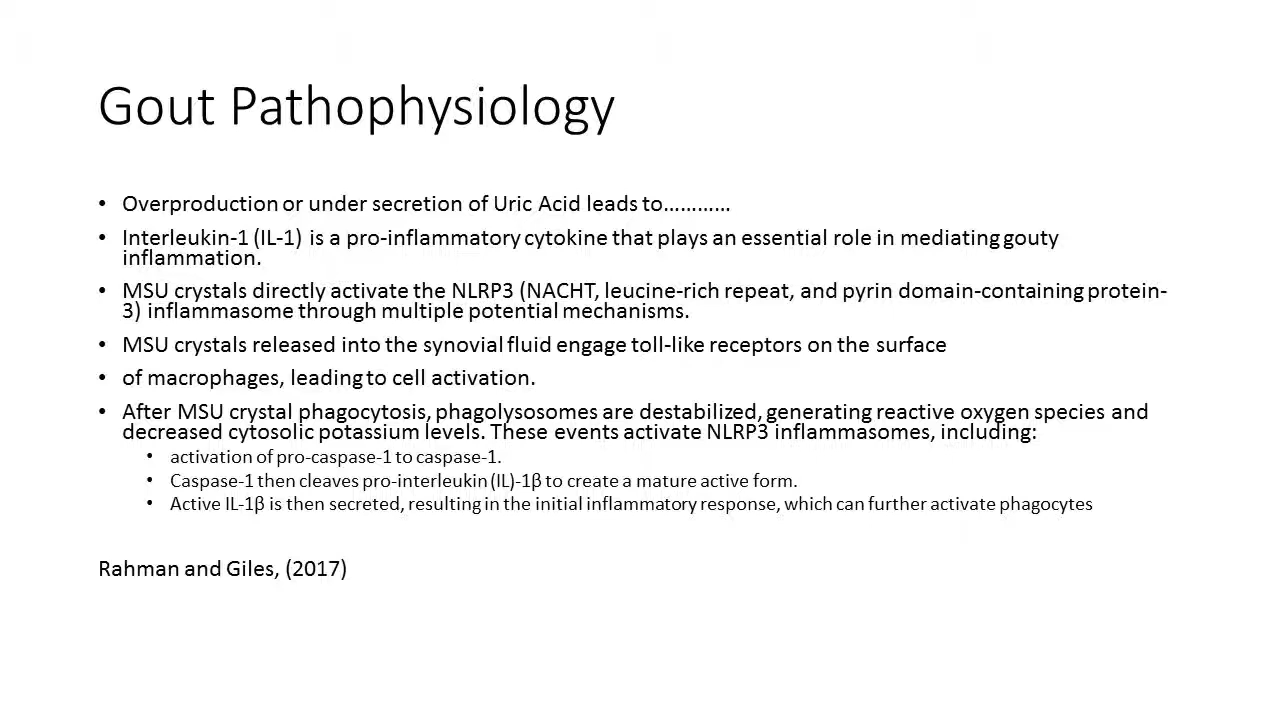 Gout Pathophysiology
• Overproduction or under secretion of Uric Acid leads to…………
• Interleukin-1 (IL-1) is a pro-inflammatory cytokine that plays an essential role in mediating gouty
inflammation.
• MSU crystals directly activate the NLRP3 (NACHT, leucine-rich repeat, and pyrin domain-containing protein-
3) inflammasome through multiple potential mechanisms.
• MSU crystals released into the synovial fluid engage toll-like receptors on the surface
• of macrophages, leading to cell activation.
• After MSU crystal phagocytosis, phagolysosomes are destabilized, generating reactive oxygen species and
decreased cytosolic potassium levels. These events activate NLRP3 inflammasomes, including:
• activation of pro-caspase-1 to caspase-1.
• Caspase-1 then cleaves pro-interleukin (IL)-1β to create a mature active form.
• Active IL-1β is then secreted, resulting in the initial inflammatory response, which can further activate phagocytes
Rahman and Giles, (2017)